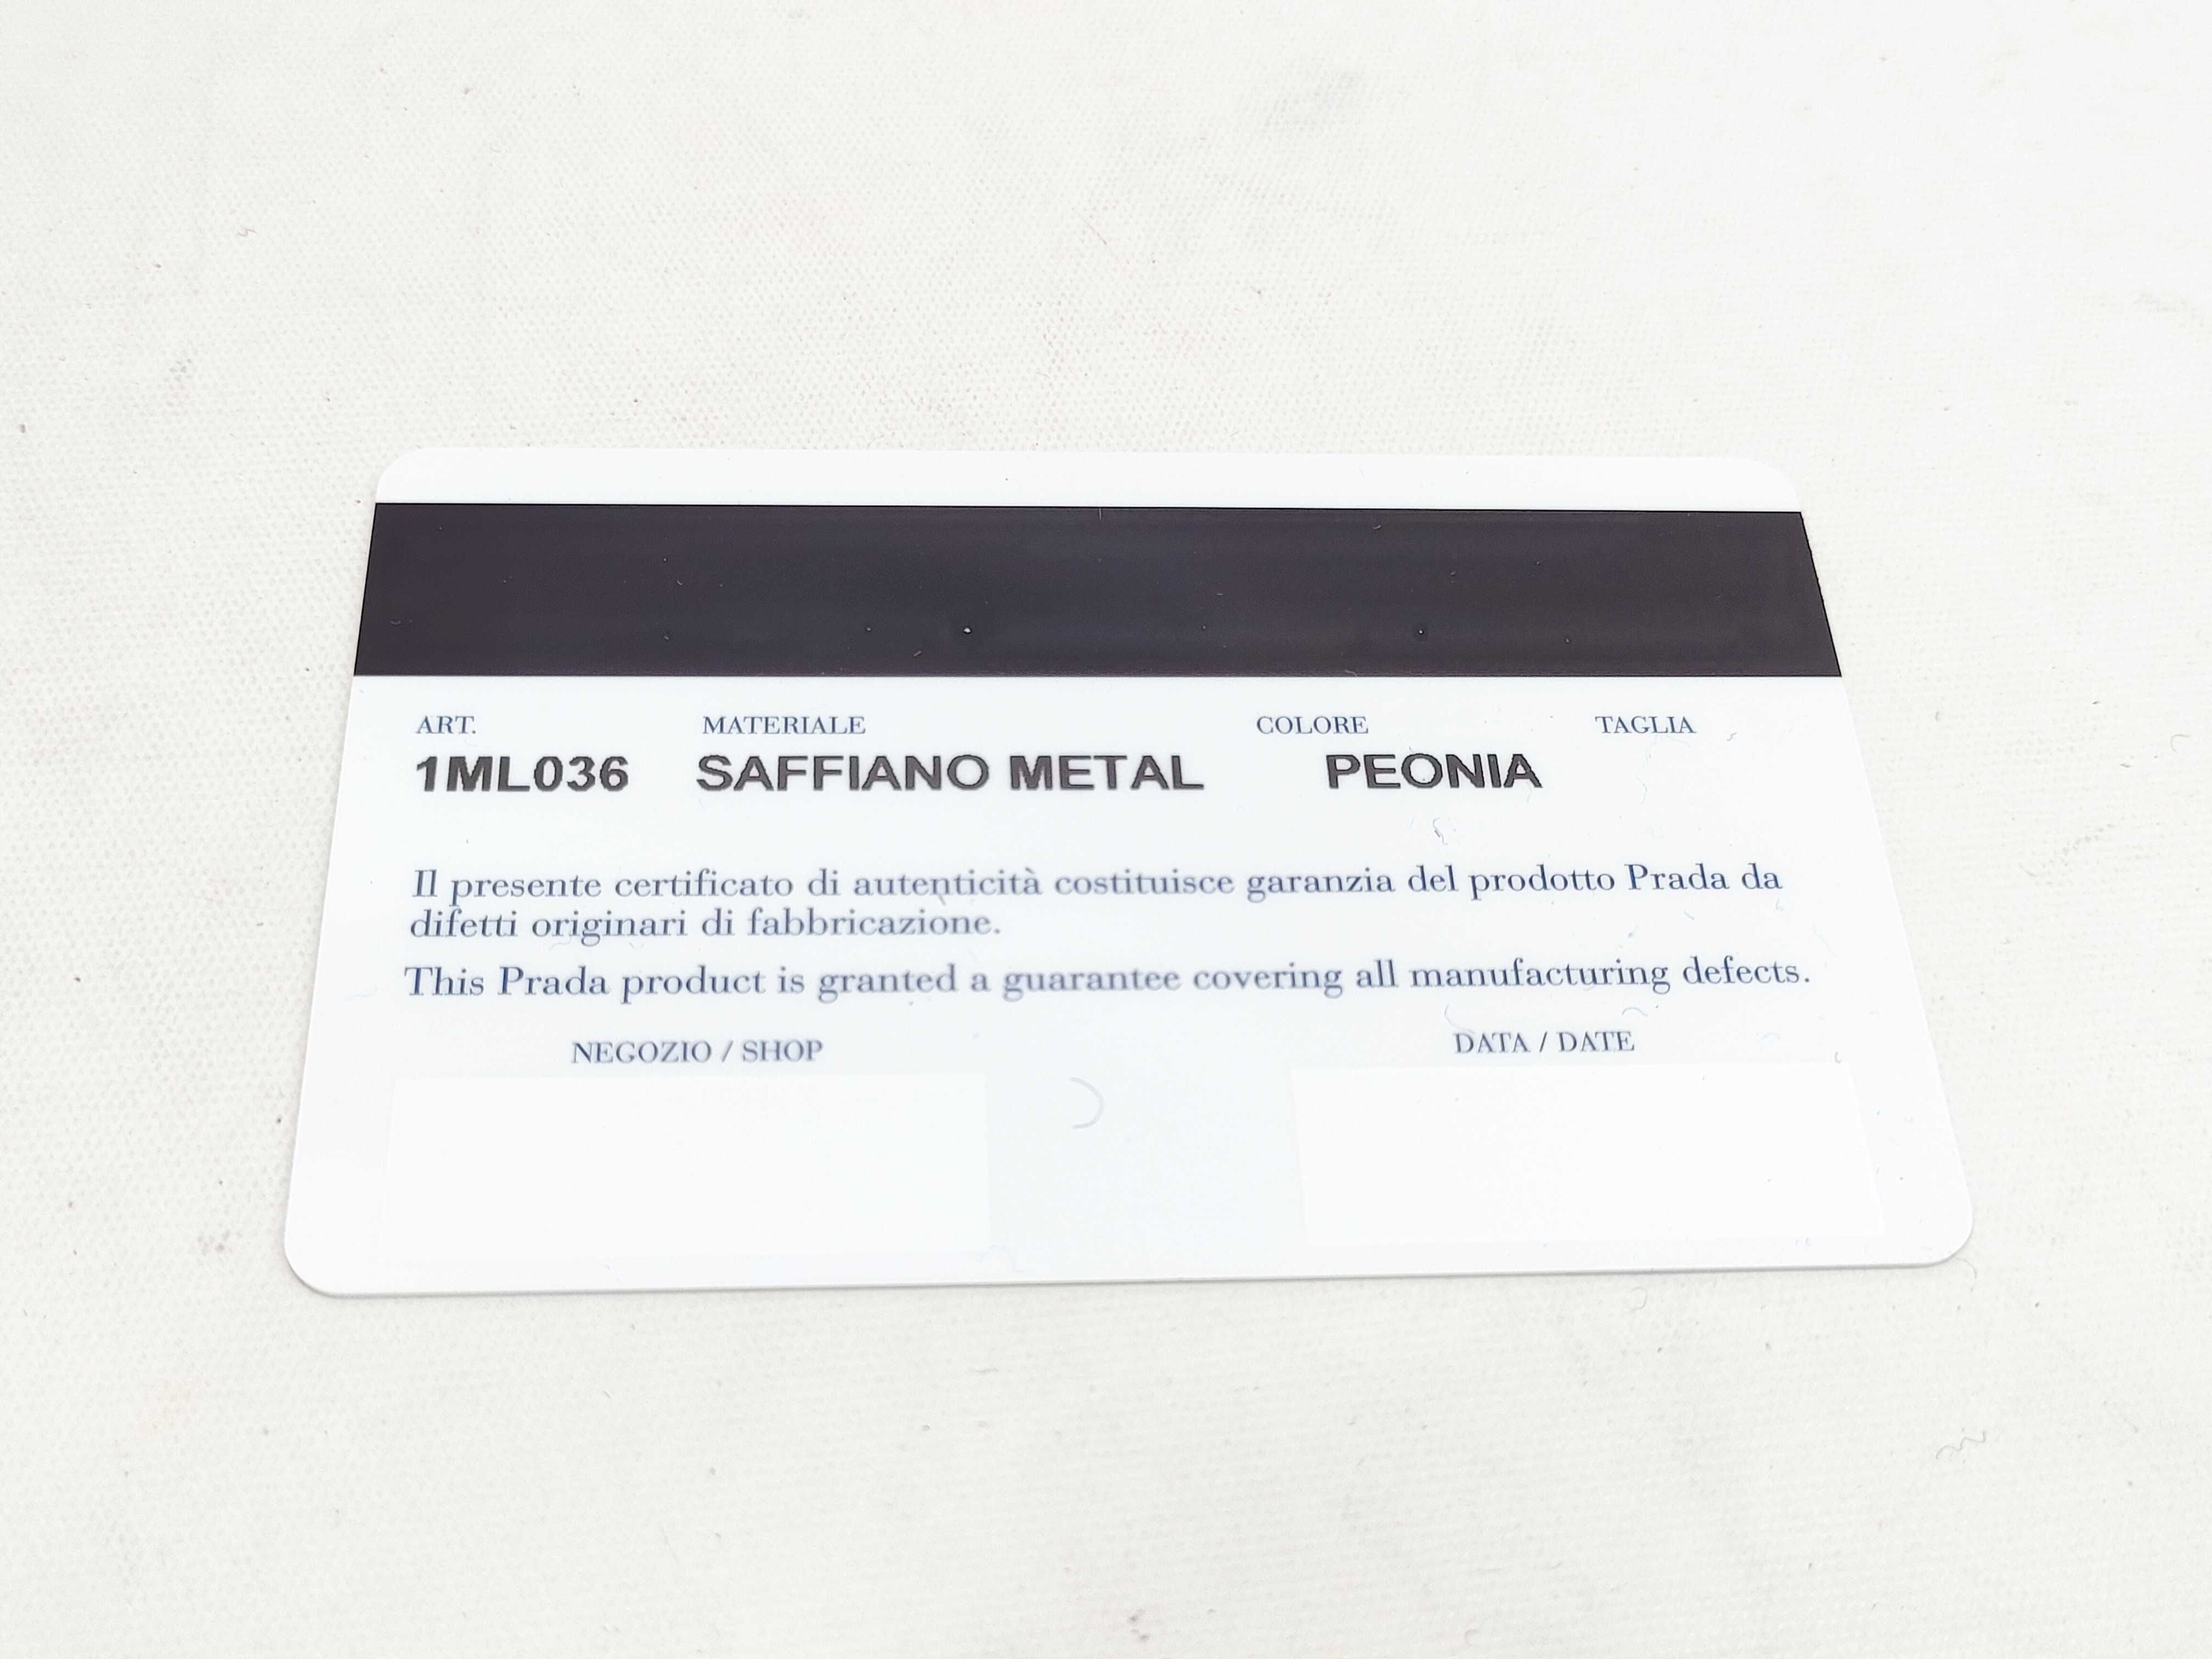 ART. MATERIALE COLORE TAGLIA
1ML036 SAFFIANO METAL PEONIA
Il presente certificato di autenticità costituisce garanzia del prodotto Prada da
difetti originari di fabbricazione.
This Prada product is granted a guarantee covering all manufacturing defects.
NEGOZIO / SHOP DATA / DATE